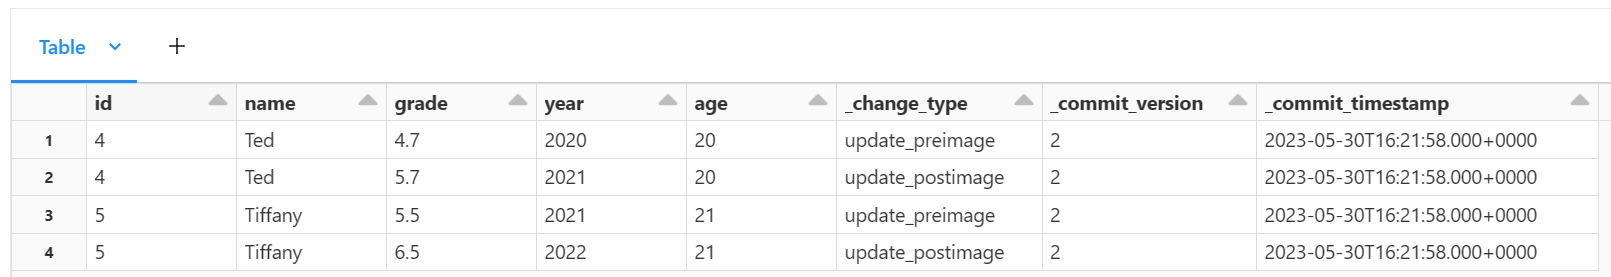 Table +
id name grade year age _change_type _commit_version _commit_timestamp
1 4 Ted 4.7 2020 20 update_preimage 2 2023-05-30T16:21:58.000+0000
2 4 Ted 5.7 2021 20 update_postimage 2 2023-05-30T16:21:58.000+0000
3 5 Tiffany 5.5 2021 21 update_preimage 2 2023-05-30T16:21:58.000+0000
4 5 Tiffany 6.5 2022 21 update_postimage 2 2023-05-30T16:21:58.000+0000